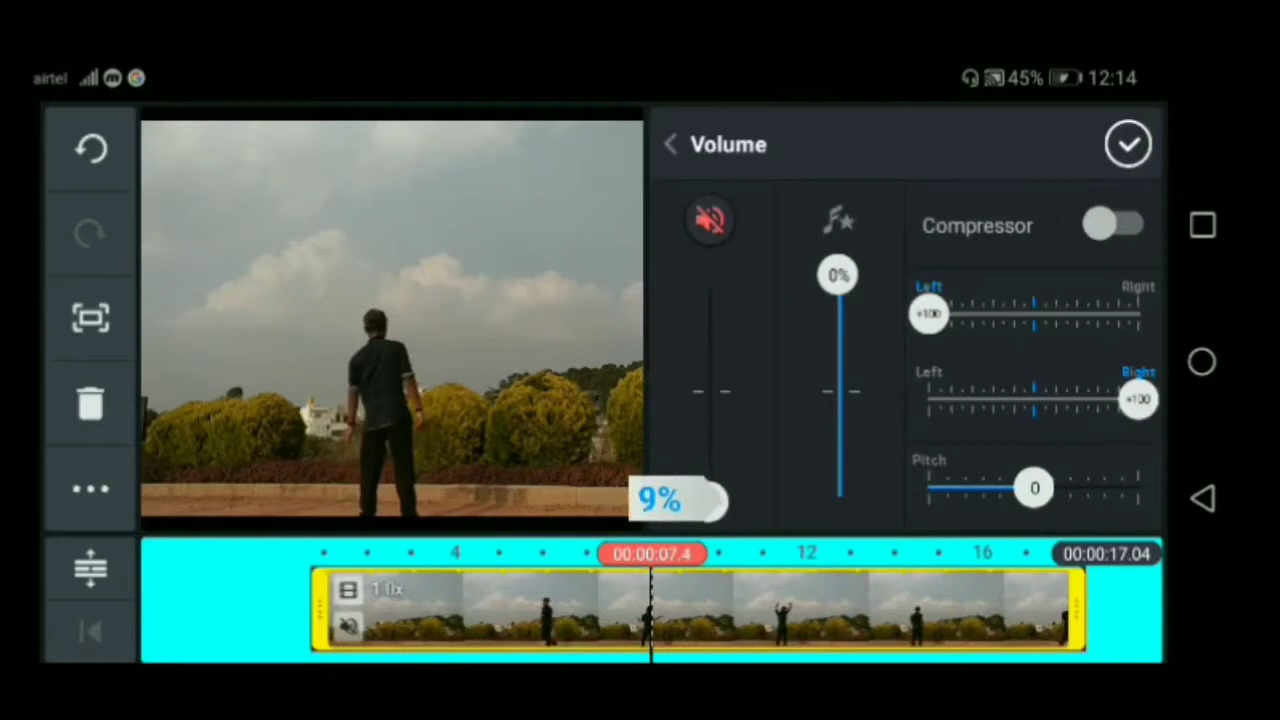 airtel
45% 12:14
Volume
0%
Compressor
Left Right
+100
Left Right
+100
Pitch
0
9%
4 00:00:07.4 12 16 00:00:17.04
1.0x